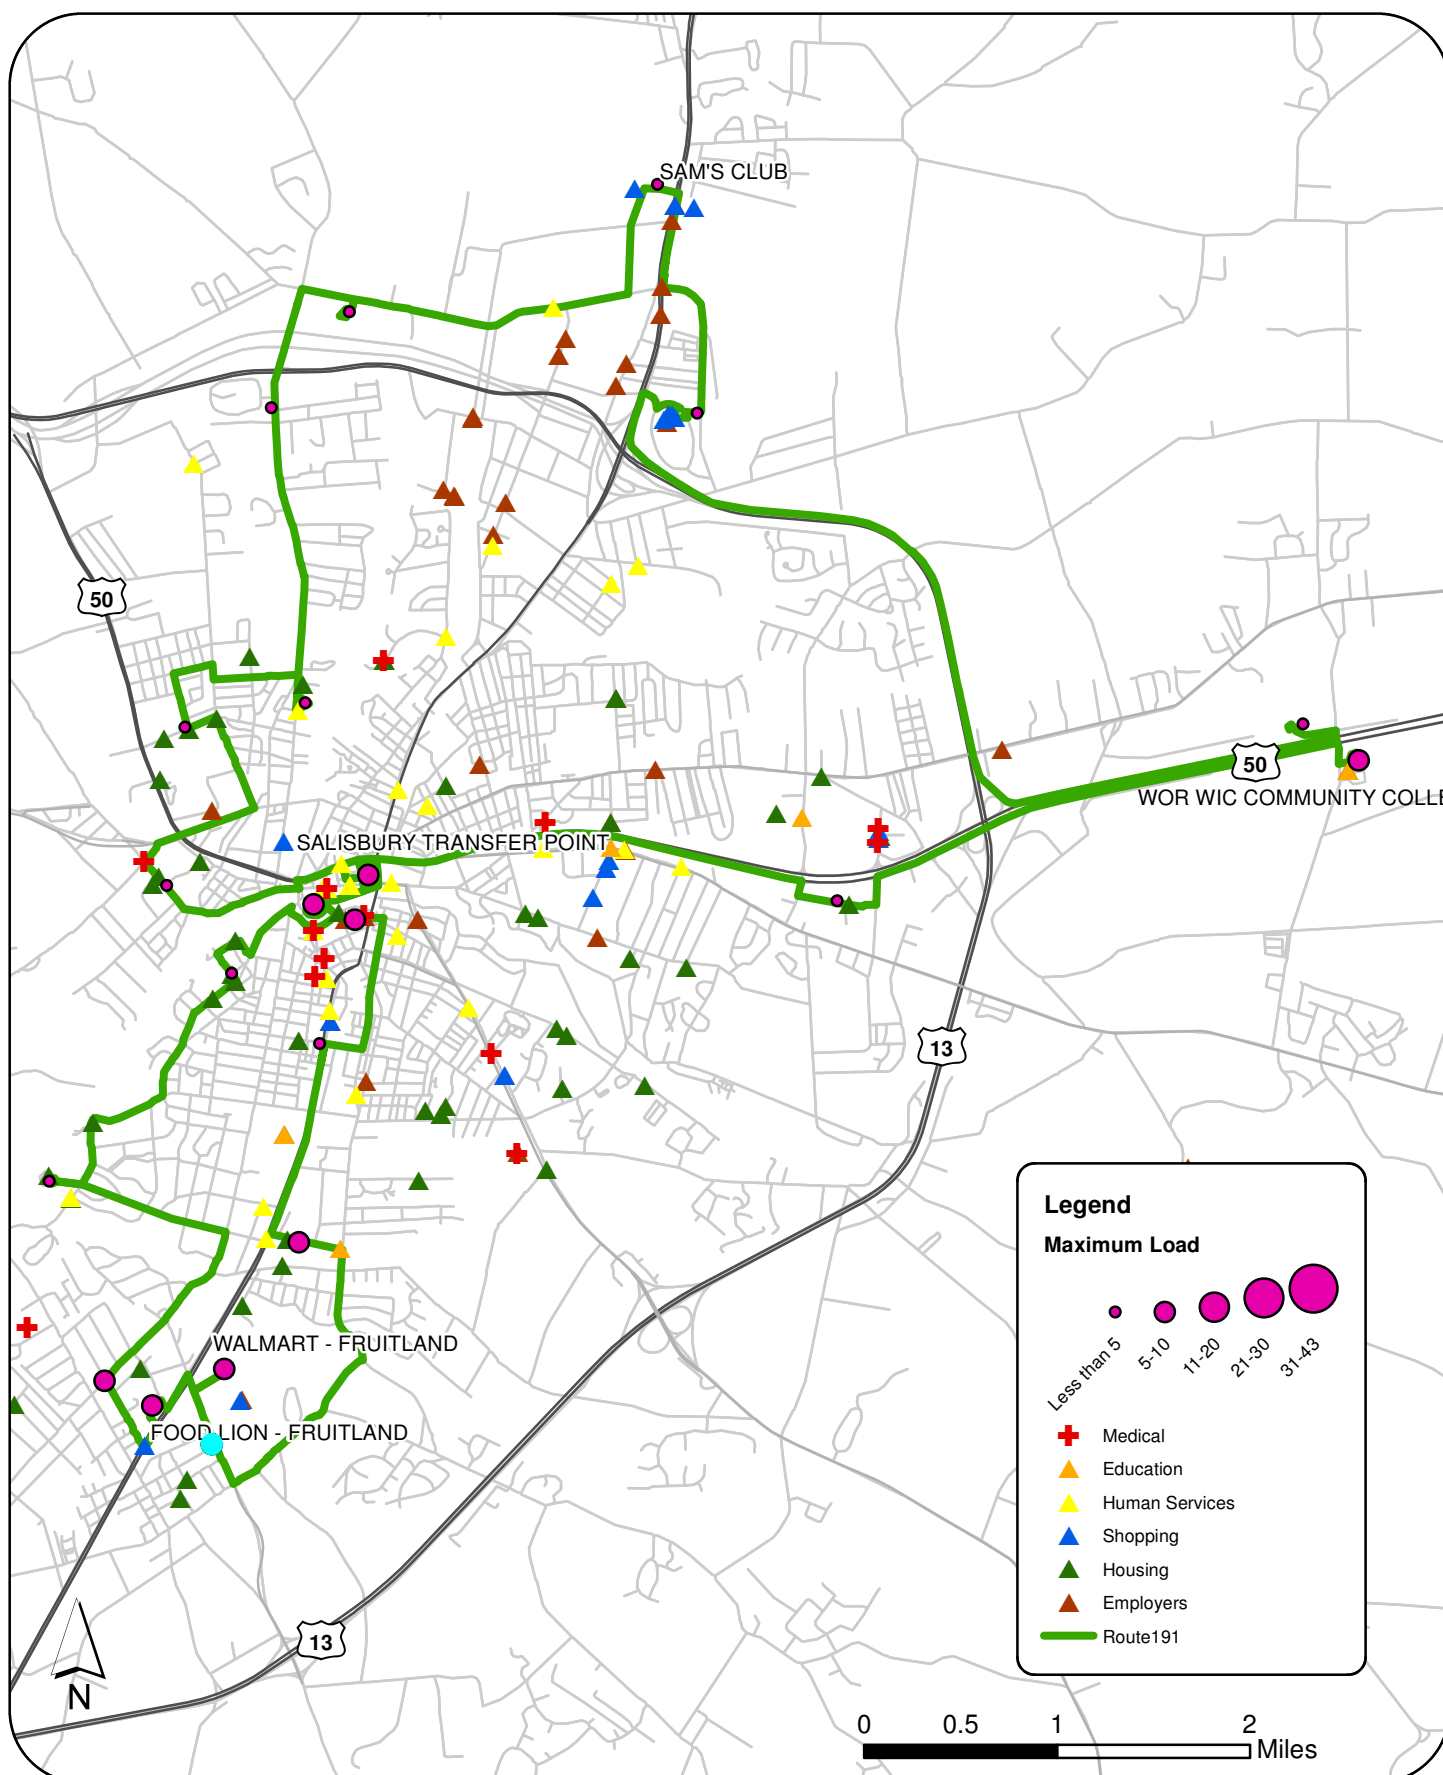 SAM'S CLUB
50
50
WOR WIC COMMUNITY COLLE
SALISBURY TRANSFER POINT
13
WALMART - FRUITLAND
FOOD LION - FRUITLAND
13
N
Legend
Maximum Load
Less than 5
5-10
11-20
21-30
31-43
Medical
Education
Human Services
Shopping
Housing
Employers
Route191
0 0.5 1 2
Miles